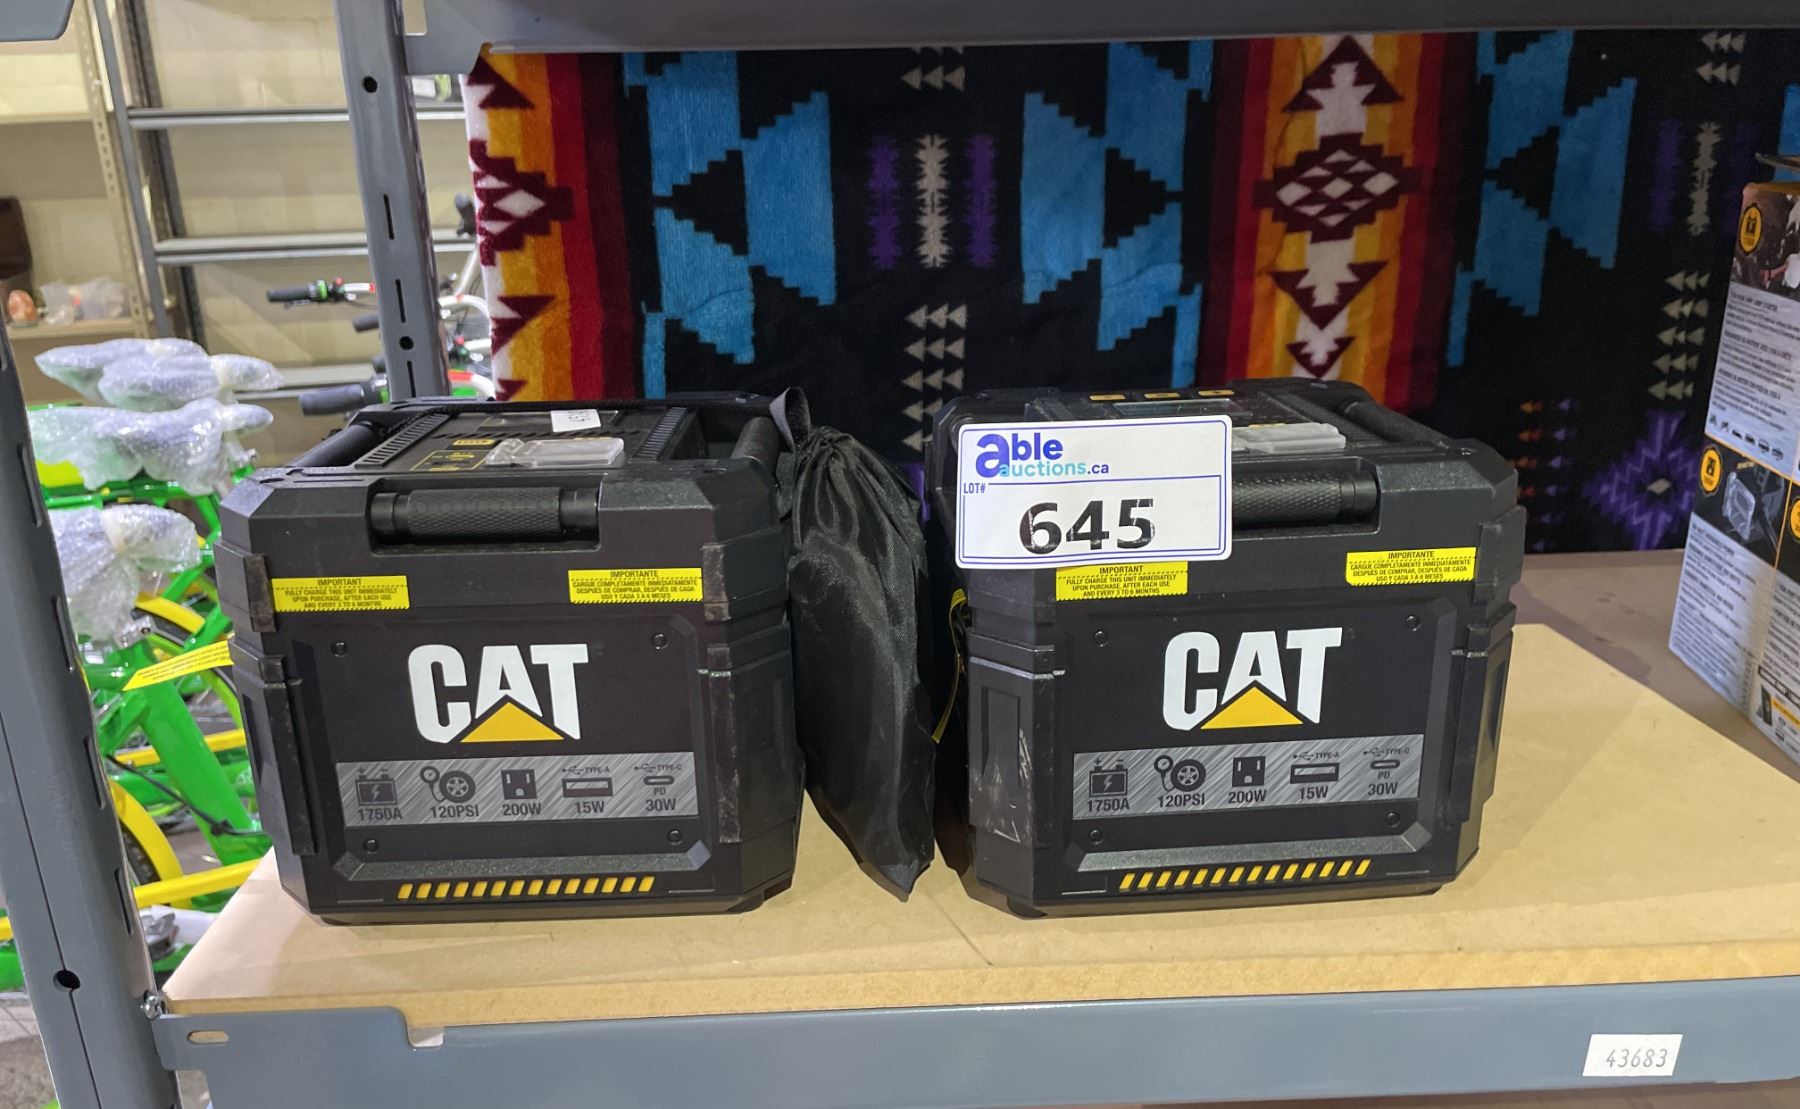 able
auctions.ca
LOT#
645
IMPORTANT
FULLY CHARGE THIS UNIT IMMEDIATELY
UPON PURCHASE, AFTER EACH USE
AND EVERY 3 TO 6 MONTHS
IMPORTANTE
CARGUE COMPLETAMENTE INMEDIATAMENTE
DESPUÉS DE COMPRAR, DESPUÉS DE CADA
USO Y CADA 3 A 6 MESES
CAT
TYPE-A
TYPE-C
PD
1750A
120PSI
200W
15W
30W
IMPORTANT
FULLY CHARGE THIS UNIT IMMEDIATELY
UPON PURCHASE, AFTER EACH USE
AND EVERY 3 TO 6 MONTHS
IMPORTANTE
CARGUE COMPLETAMENTE INMEDIATAMENTE
DESPUÉS DE COMPRAR, DESPUÉS DE CADA
USO Y CADA 3 A 6 MESES
CAT
TYPE-A
TYPE-C
PD
1750A
120PSI
200W
15W
30W
43683